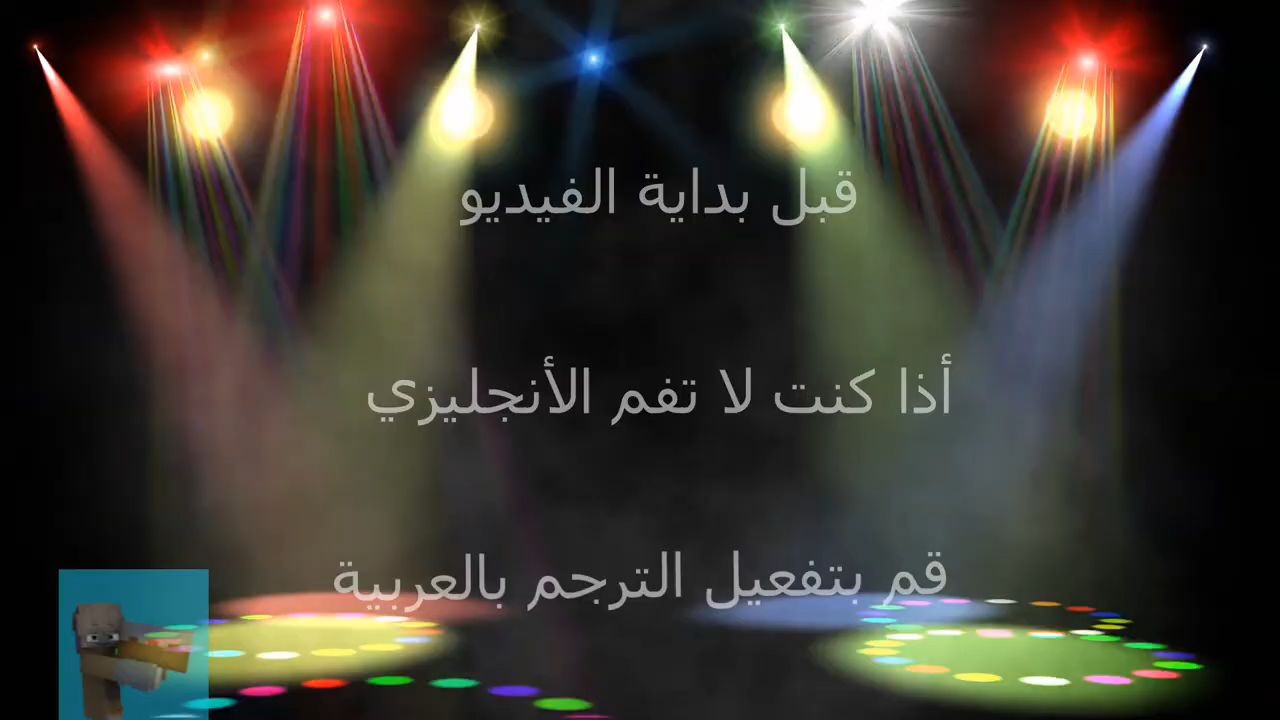 قبل بداية الفيديو
أذا كنت لا تفم الأنجليزي
قم بتفعيل الترجم بالعربية